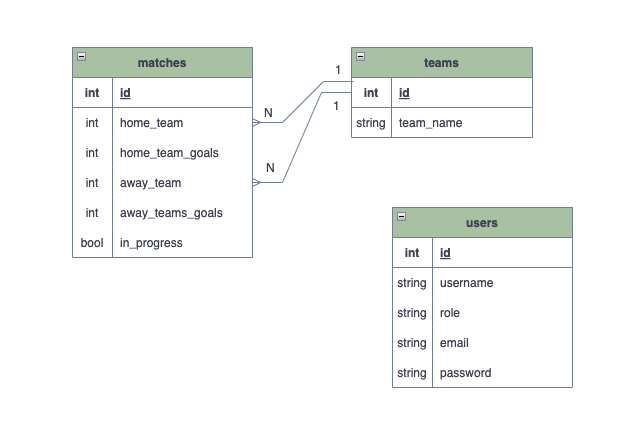 matches
int id
int home_team
int home_team_goals
int away_team
int away_teams_goals
bool in_progress
N
N
1
1
teams
int id
string team_name
users
int id
string username
string role
string email
string password